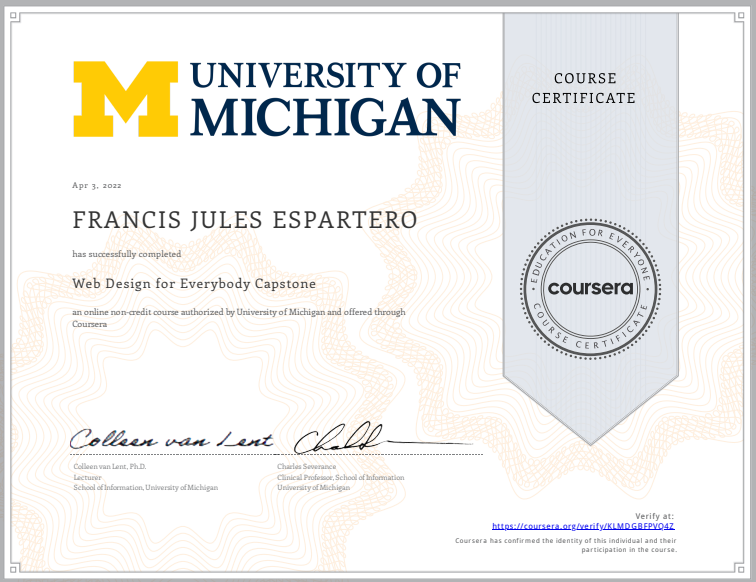 M
UNIVERSITY OF
MICHIGAN
COURSE
CERTIFICATE
Apr 3, 2022
FRANCIS JULES ESPARTERO
has successfully completed
Web Design for Everybody Capstone
an online non-credit course authorized by University of Michigan and offered through
Coursera
EDUCATION FOR EVERYONE
coursera
COURSE CERTIFICATE
Colleen van Lent
Colleen van Lent, Ph.D.
Lecturer
School of Information, University of Michigan
Charles Severance
Clinical Professor, School of Information
University of Michigan
Verify at:
https://coursera.org/verify/KLMDGBFPVQ4Z
Coursera has confirmed the identity of this individual and their
participation in the course.